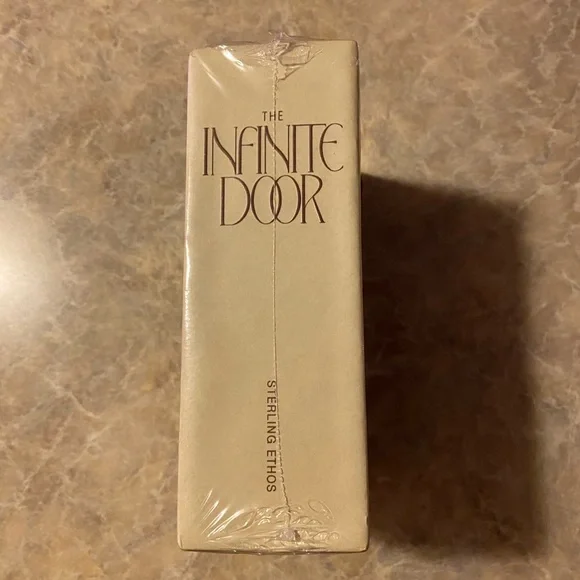 THE
INFINITE
DOOR
STERLING ETHOS